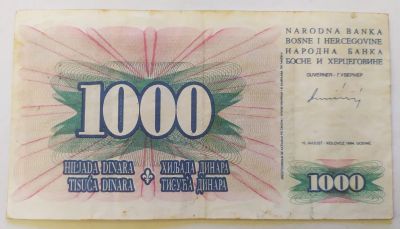 NARODNA BANKA
BOSNE I HERCEGOVINE
НАРОДНА БАНКА
БОСНЕ И ХЕРЦЕГОВИНЕ
GUVERNER - ГУВЕРНЕР
1000
HILJADA DINARA
TISUĆA DINARA
ХИЉАДА ДИНАРА
ТИСУЋА ДИНАРА
1000